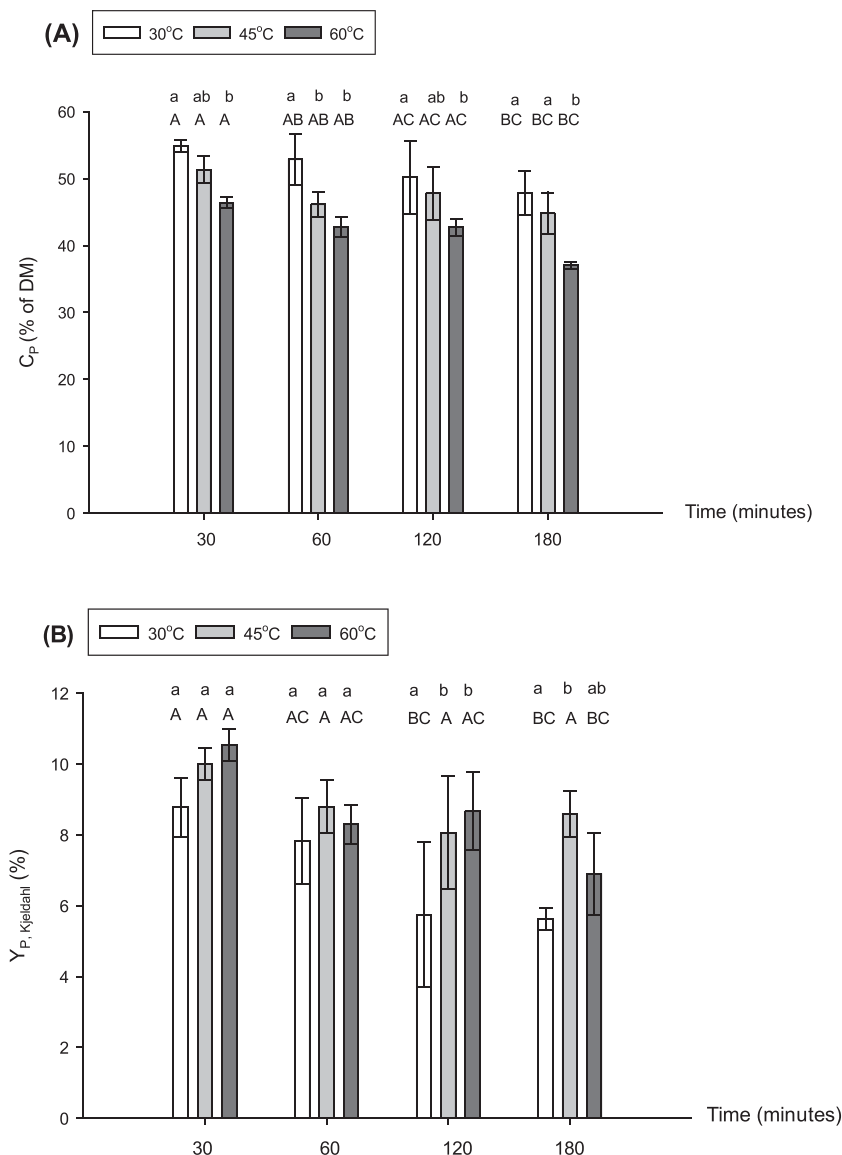 (A) 30°C 45°C 60°C
a ab b a b b a ab b a a b
A A A AB AB AB AC AC AC BC BC BC
60
50
40
30
20
10
0
C_P (% of DM)
30 60 120 180
Time (minutes)
(B) 30°C 45°C 60°C
a a a a a a a b b a b ab
A A A AC A AC BC A AC BC A BC
12
10
8
6
4
2
0
Y_P, Kjeldahl (%)
30 60 120 180
Time (minutes)